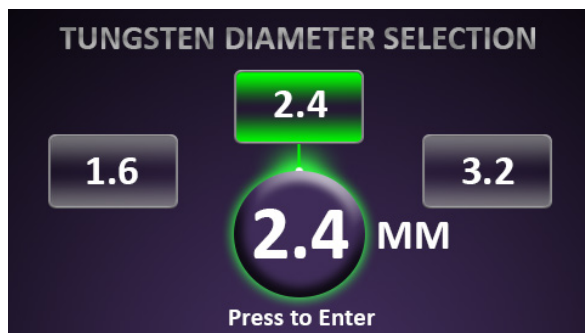 TUNGSTEN DIAMETER SELECTION
2.4
1.6
3.2
2.4 MM
Press to Enter